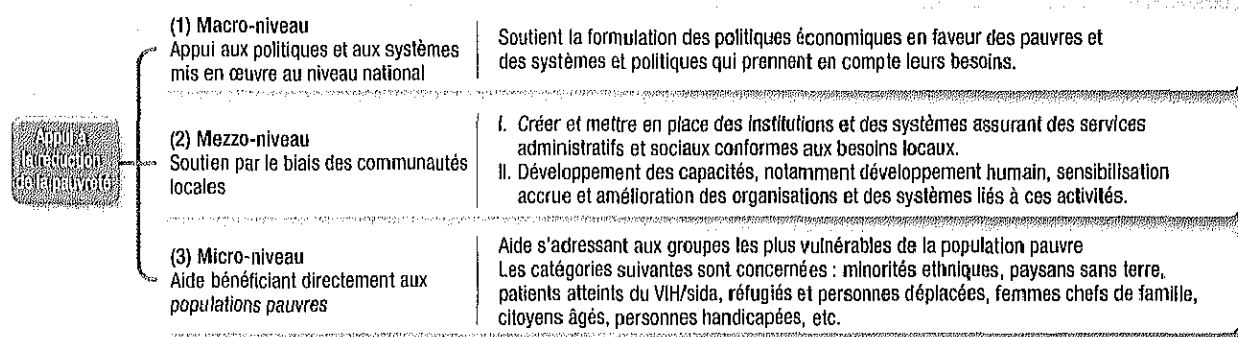 Appui à
la réduction
de la pauvreté
(1) Macro-niveau
Appui aux politiques et aux systèmes
mis en œuvre au niveau national
Soutient la formulation des politiques économiques en faveur des pauvres et
des systèmes et politiques qui prennent en compte leurs besoins.
(2) Mezzo-niveau
Soutien par le biais des communautés
locales
I. Créer et mettre en place des institutions et des systèmes assurant des services
administratifs et sociaux conformes aux besoins locaux.
II. Développement des capacités, notamment développement humain, sensibilisation
accrue et amélioration des organisations et des systèmes liés à ces activités.
(3) Micro-niveau
Aide bénéficiant directement aux
populations pauvres
Aide s'adressant aux groupes les plus vulnérables de la population pauvre
Les catégories suivantes sont concernées : minorités ethniques, paysans sans terre,
patients atteints du VIH/sida, réfugiés et personnes déplacées, femmes chefs de famille,
citoyens âgés, personnes handicapées, etc.